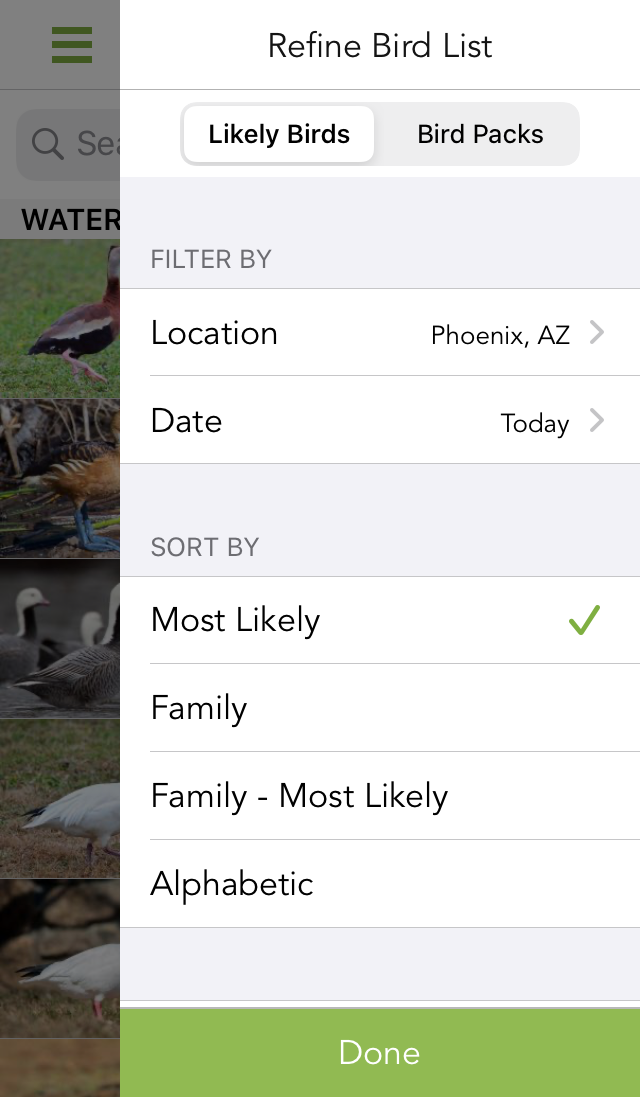 Refine Bird List
Likely Birds
Bird Packs
Sea
WATER
FILTER BY
Location
Phoenix, AZ
Date
Today
SORT BY
Most Likely
Family
Family - Most Likely
Alphabetic
Done